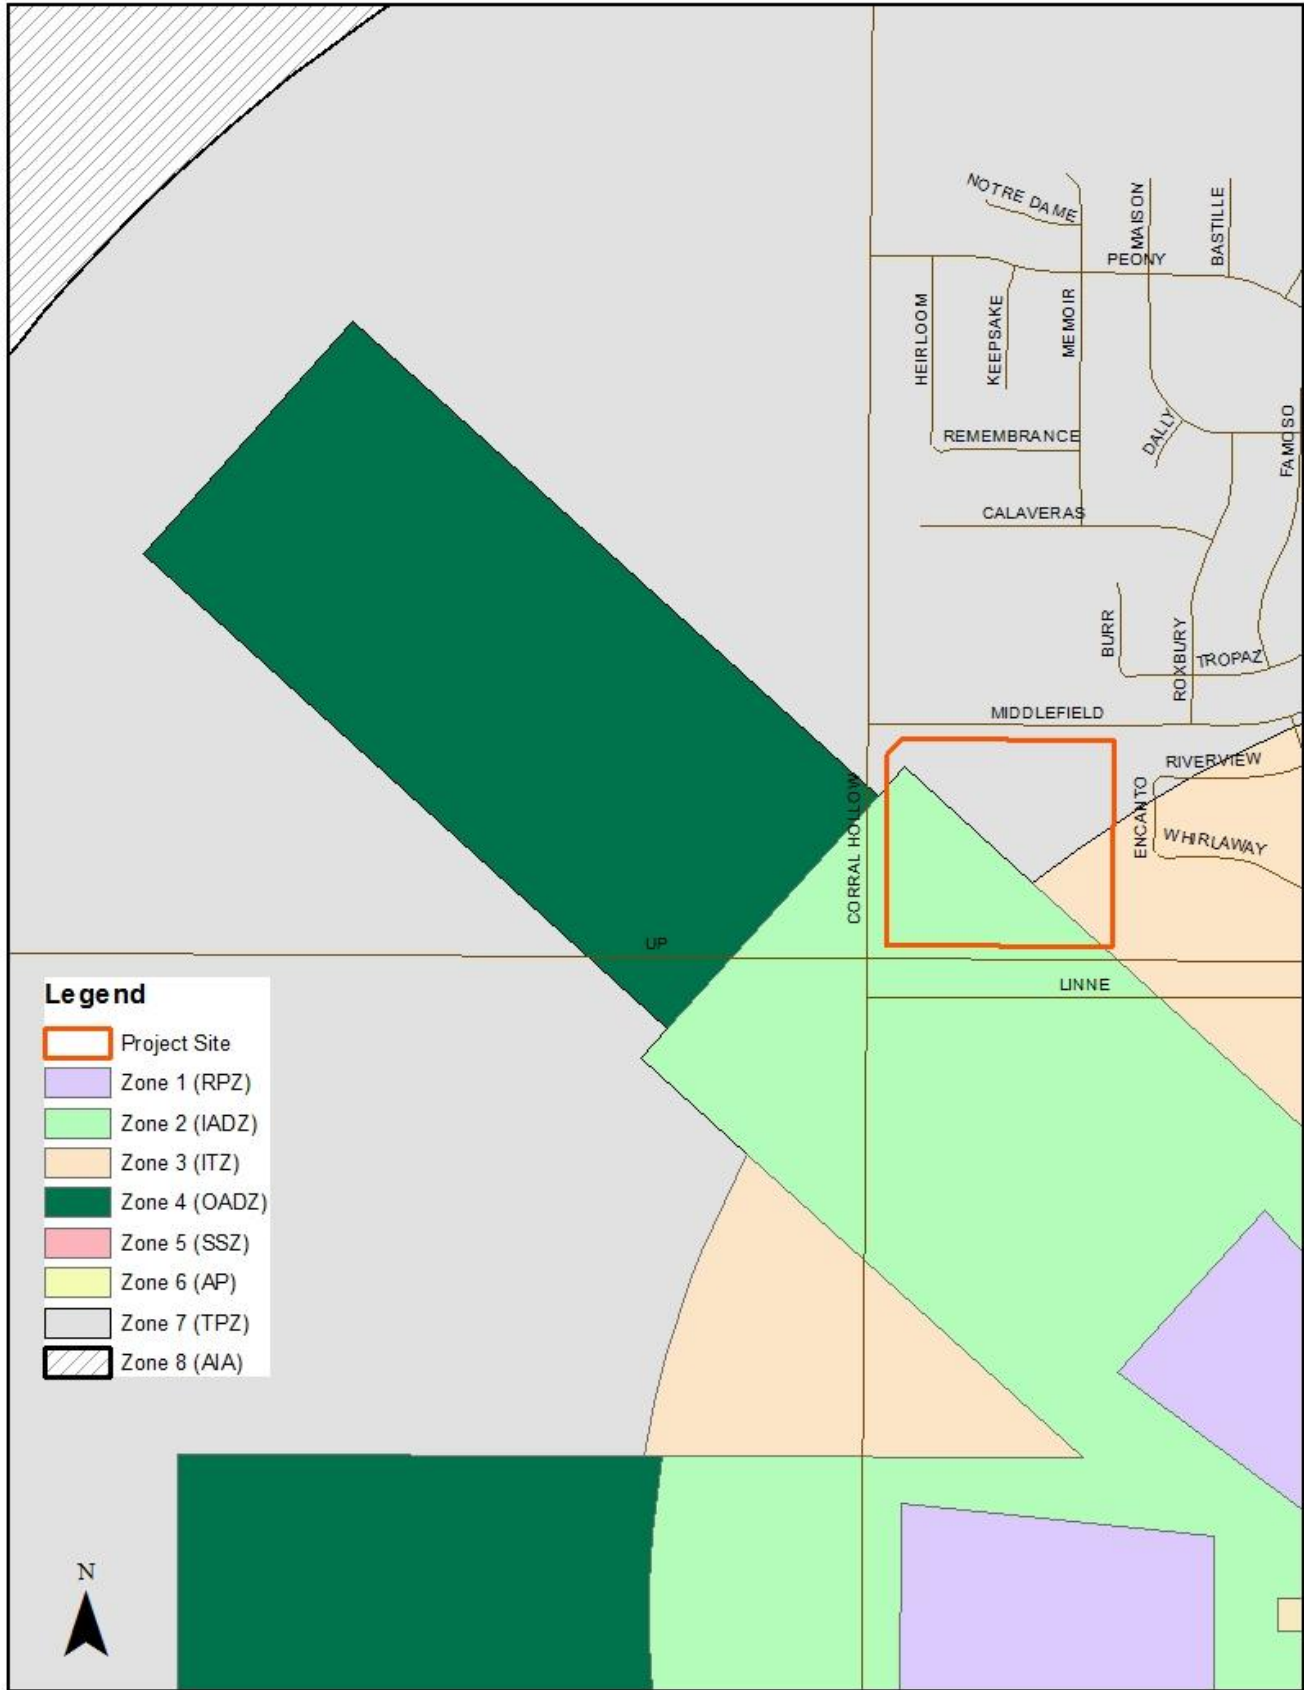 NOTRE DAME
MAISON
BASTILLE
PEONY
HEIRLOOM
KEEPSAKE
MEMOIR
REMEMBRANCE
DALLY
FAMOSO
CALAVERAS
BURR
ROXBURY
TROPAZ
MIDDLEFIELD
RIVERVIEW
CORRAL HOLLOW
ENCANTO
WHIRLAWAY
UP
LINNE
Legend
Project Site
Zone 1 (RPZ)
Zone 2 (IADZ)
Zone 3 (ITZ)
Zone 4 (OADZ)
Zone 5 (SSZ)
Zone 6 (AP)
Zone 7 (TPZ)
Zone 8 (AIA)
N